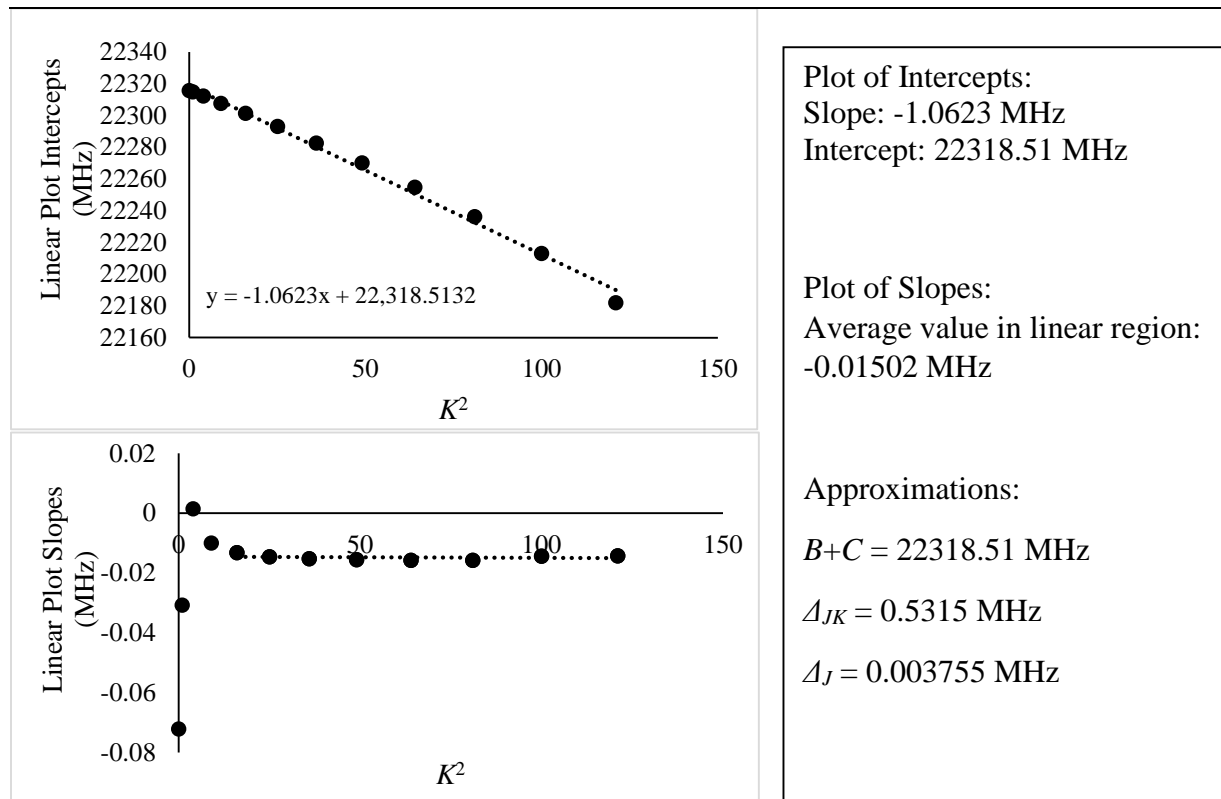 22340
22320
22300
22280
22260
22240
22220
22200
22180
22160
Linear Plot Intercepts
(MHz)
y = -1.0623x + 22,318.5132
0
50
100
150
K²
0.02
0
-0.02
-0.04
-0.06
-0.08
Linear Plot Slopes
(MHz)
0
50
100
150
K²
Plot of Intercepts:
Slope: -1.0623 MHz
Intercept: 22318.51 MHz
Plot of Slopes:
Average value in linear region:
-0.01502 MHz
Approximations:
B+C = 22318.51 MHz
Δ_JK = 0.5315 MHz
Δ_J = 0.003755 MHz